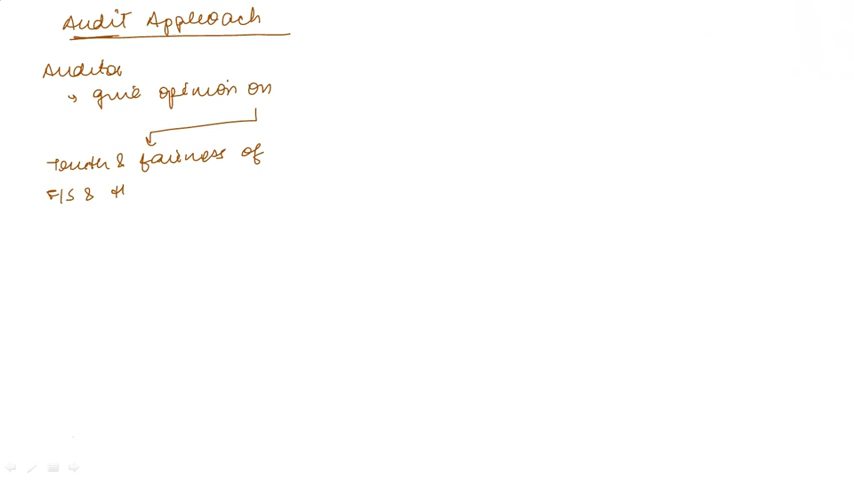 Audit Approach
Auditor
→ give opinion on
Truth & fairness of
F/S &